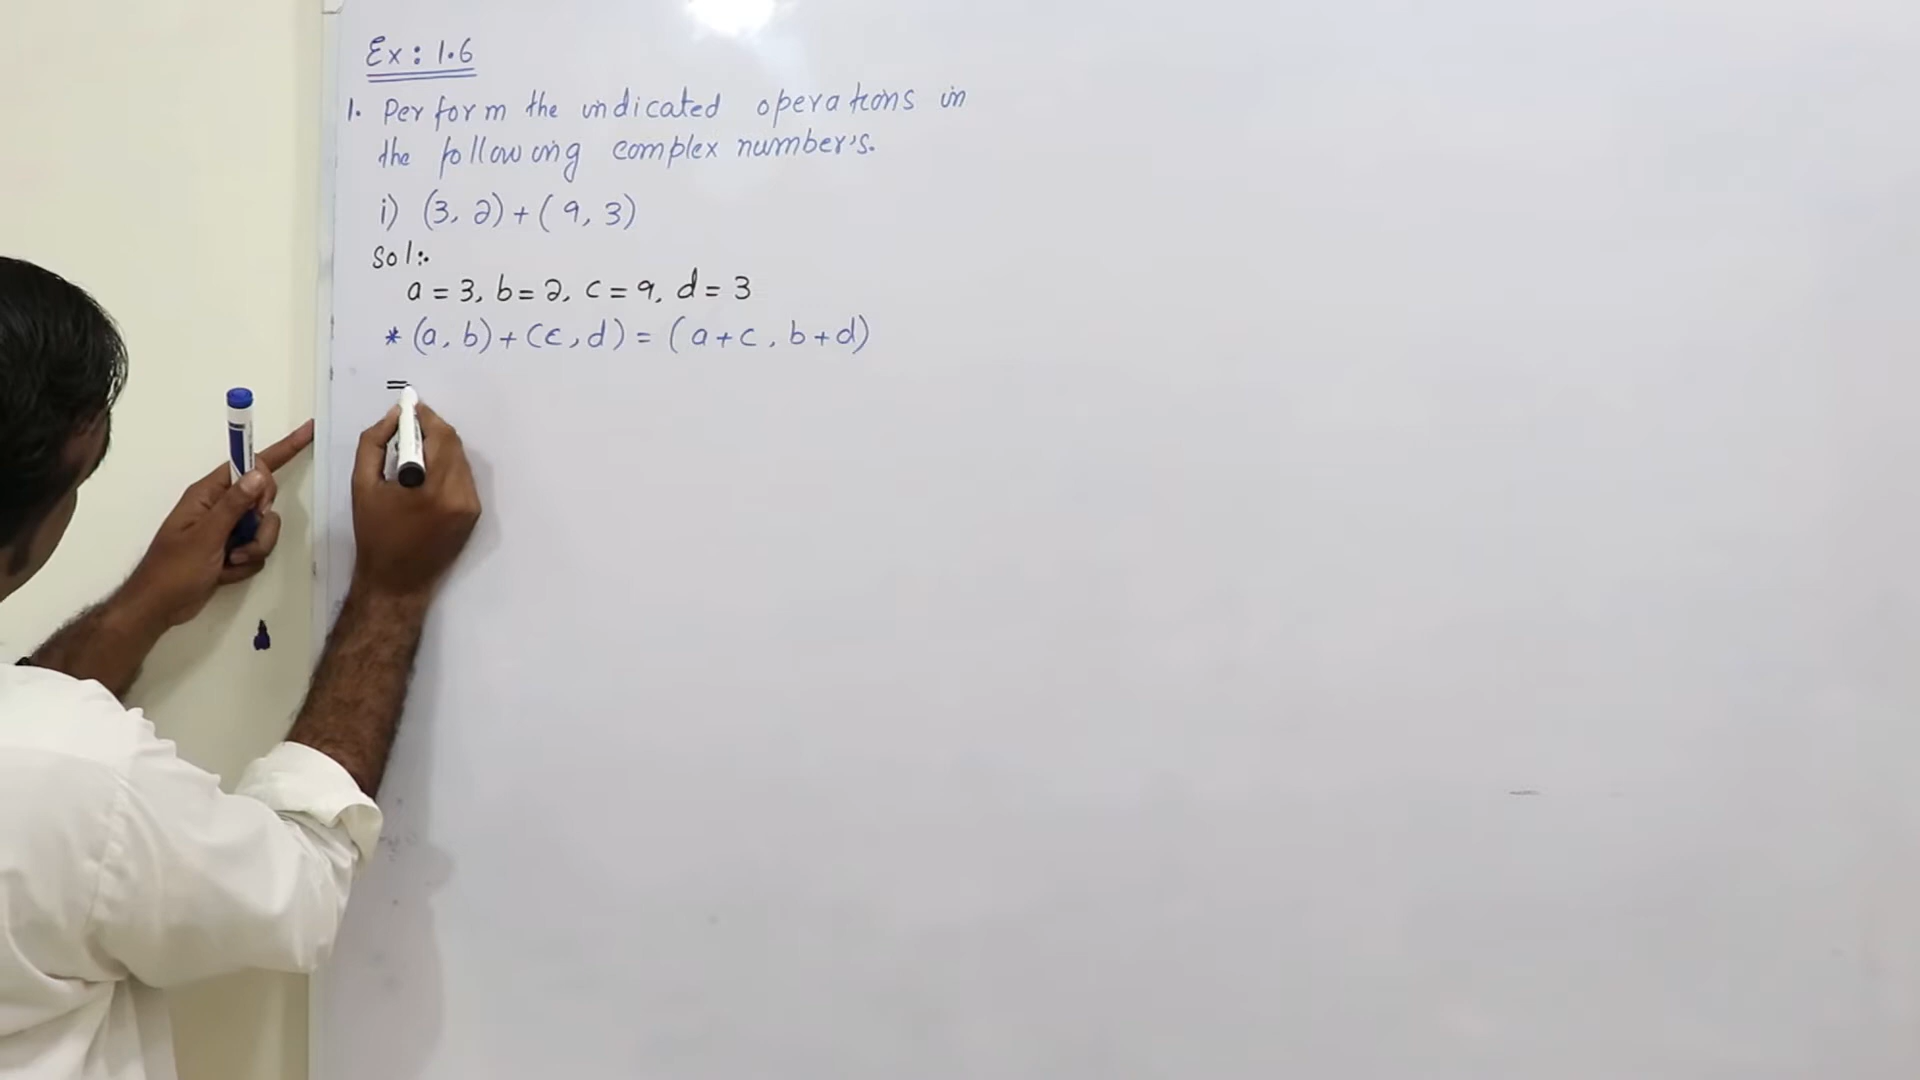 Ex: 1.6
1. Perform the indicated operations in
the following complex number's.
i) (3, 2) + (9, 3)
Sol:.
a = 3, b = 2, c = 9, d = 3
* (a, b) + (c, d) = (a + c, b + d)
=